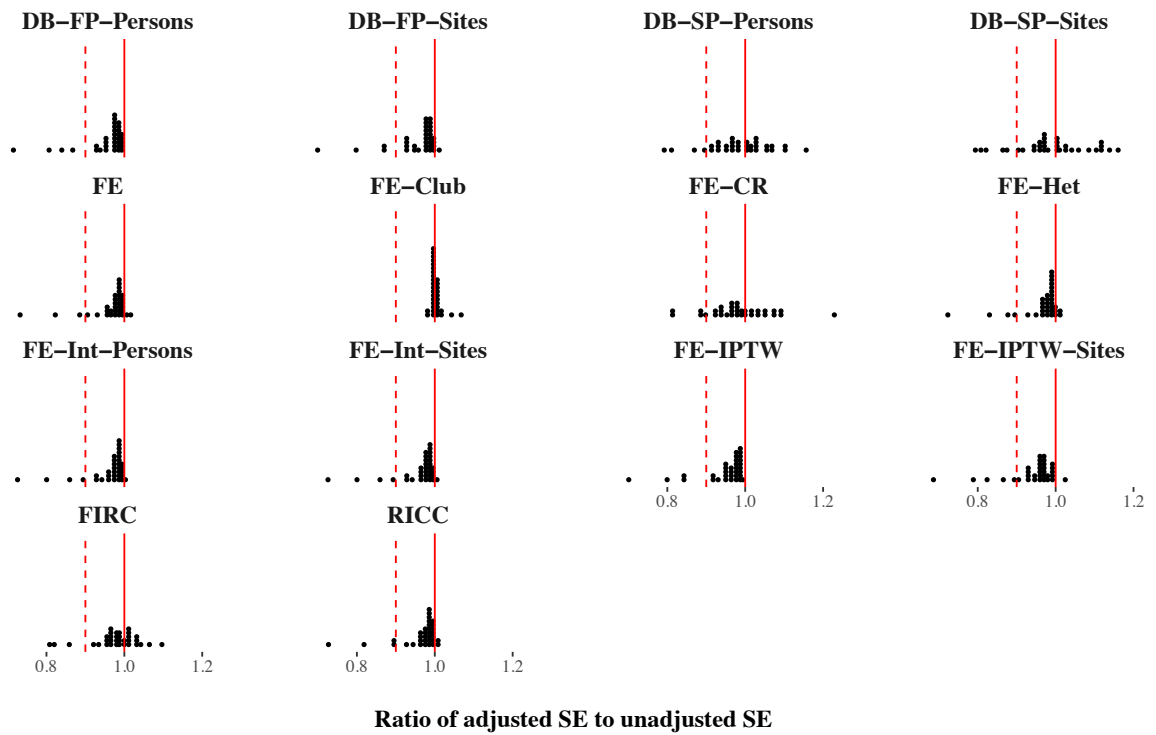 DB−FP−Persons DB−FP−Sites DB−SP−Persons DB−SP−Sites
FE FE−Club FE−CR FE−Het
FE−Int−Persons FE−Int−Sites FE−IPTW FE−IPTW−Sites
0.8 1.0 1.2 0.8 1.0 1.2
FIRC RICC
0.8 1.0 1.2 0.8 1.0 1.2
Ratio of adjusted SE to unadjusted SE